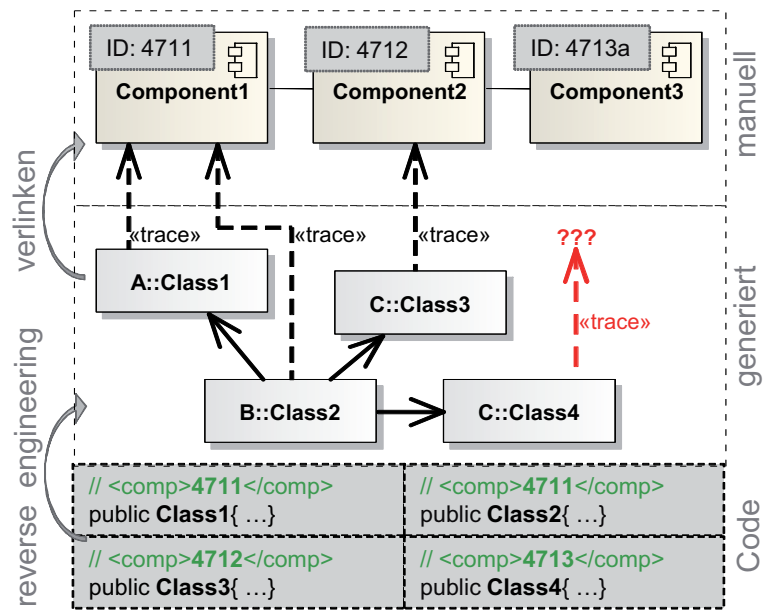 ID: 4711
Component1
ID: 4712
Component2
ID: 4713a
Component3
manuell
verlinken
«trace»
«trace»
«trace»
???
«trace»
A::Class1
C::Class3
B::Class2
C::Class4
generiert
reverse engineering
// <comp>4711</comp>
public Class1{ …}
// <comp>4711</comp>
public Class2{ …}
// <comp>4712</comp>
public Class3{ …}
// <comp>4713</comp>
public Class4{ …}
Code